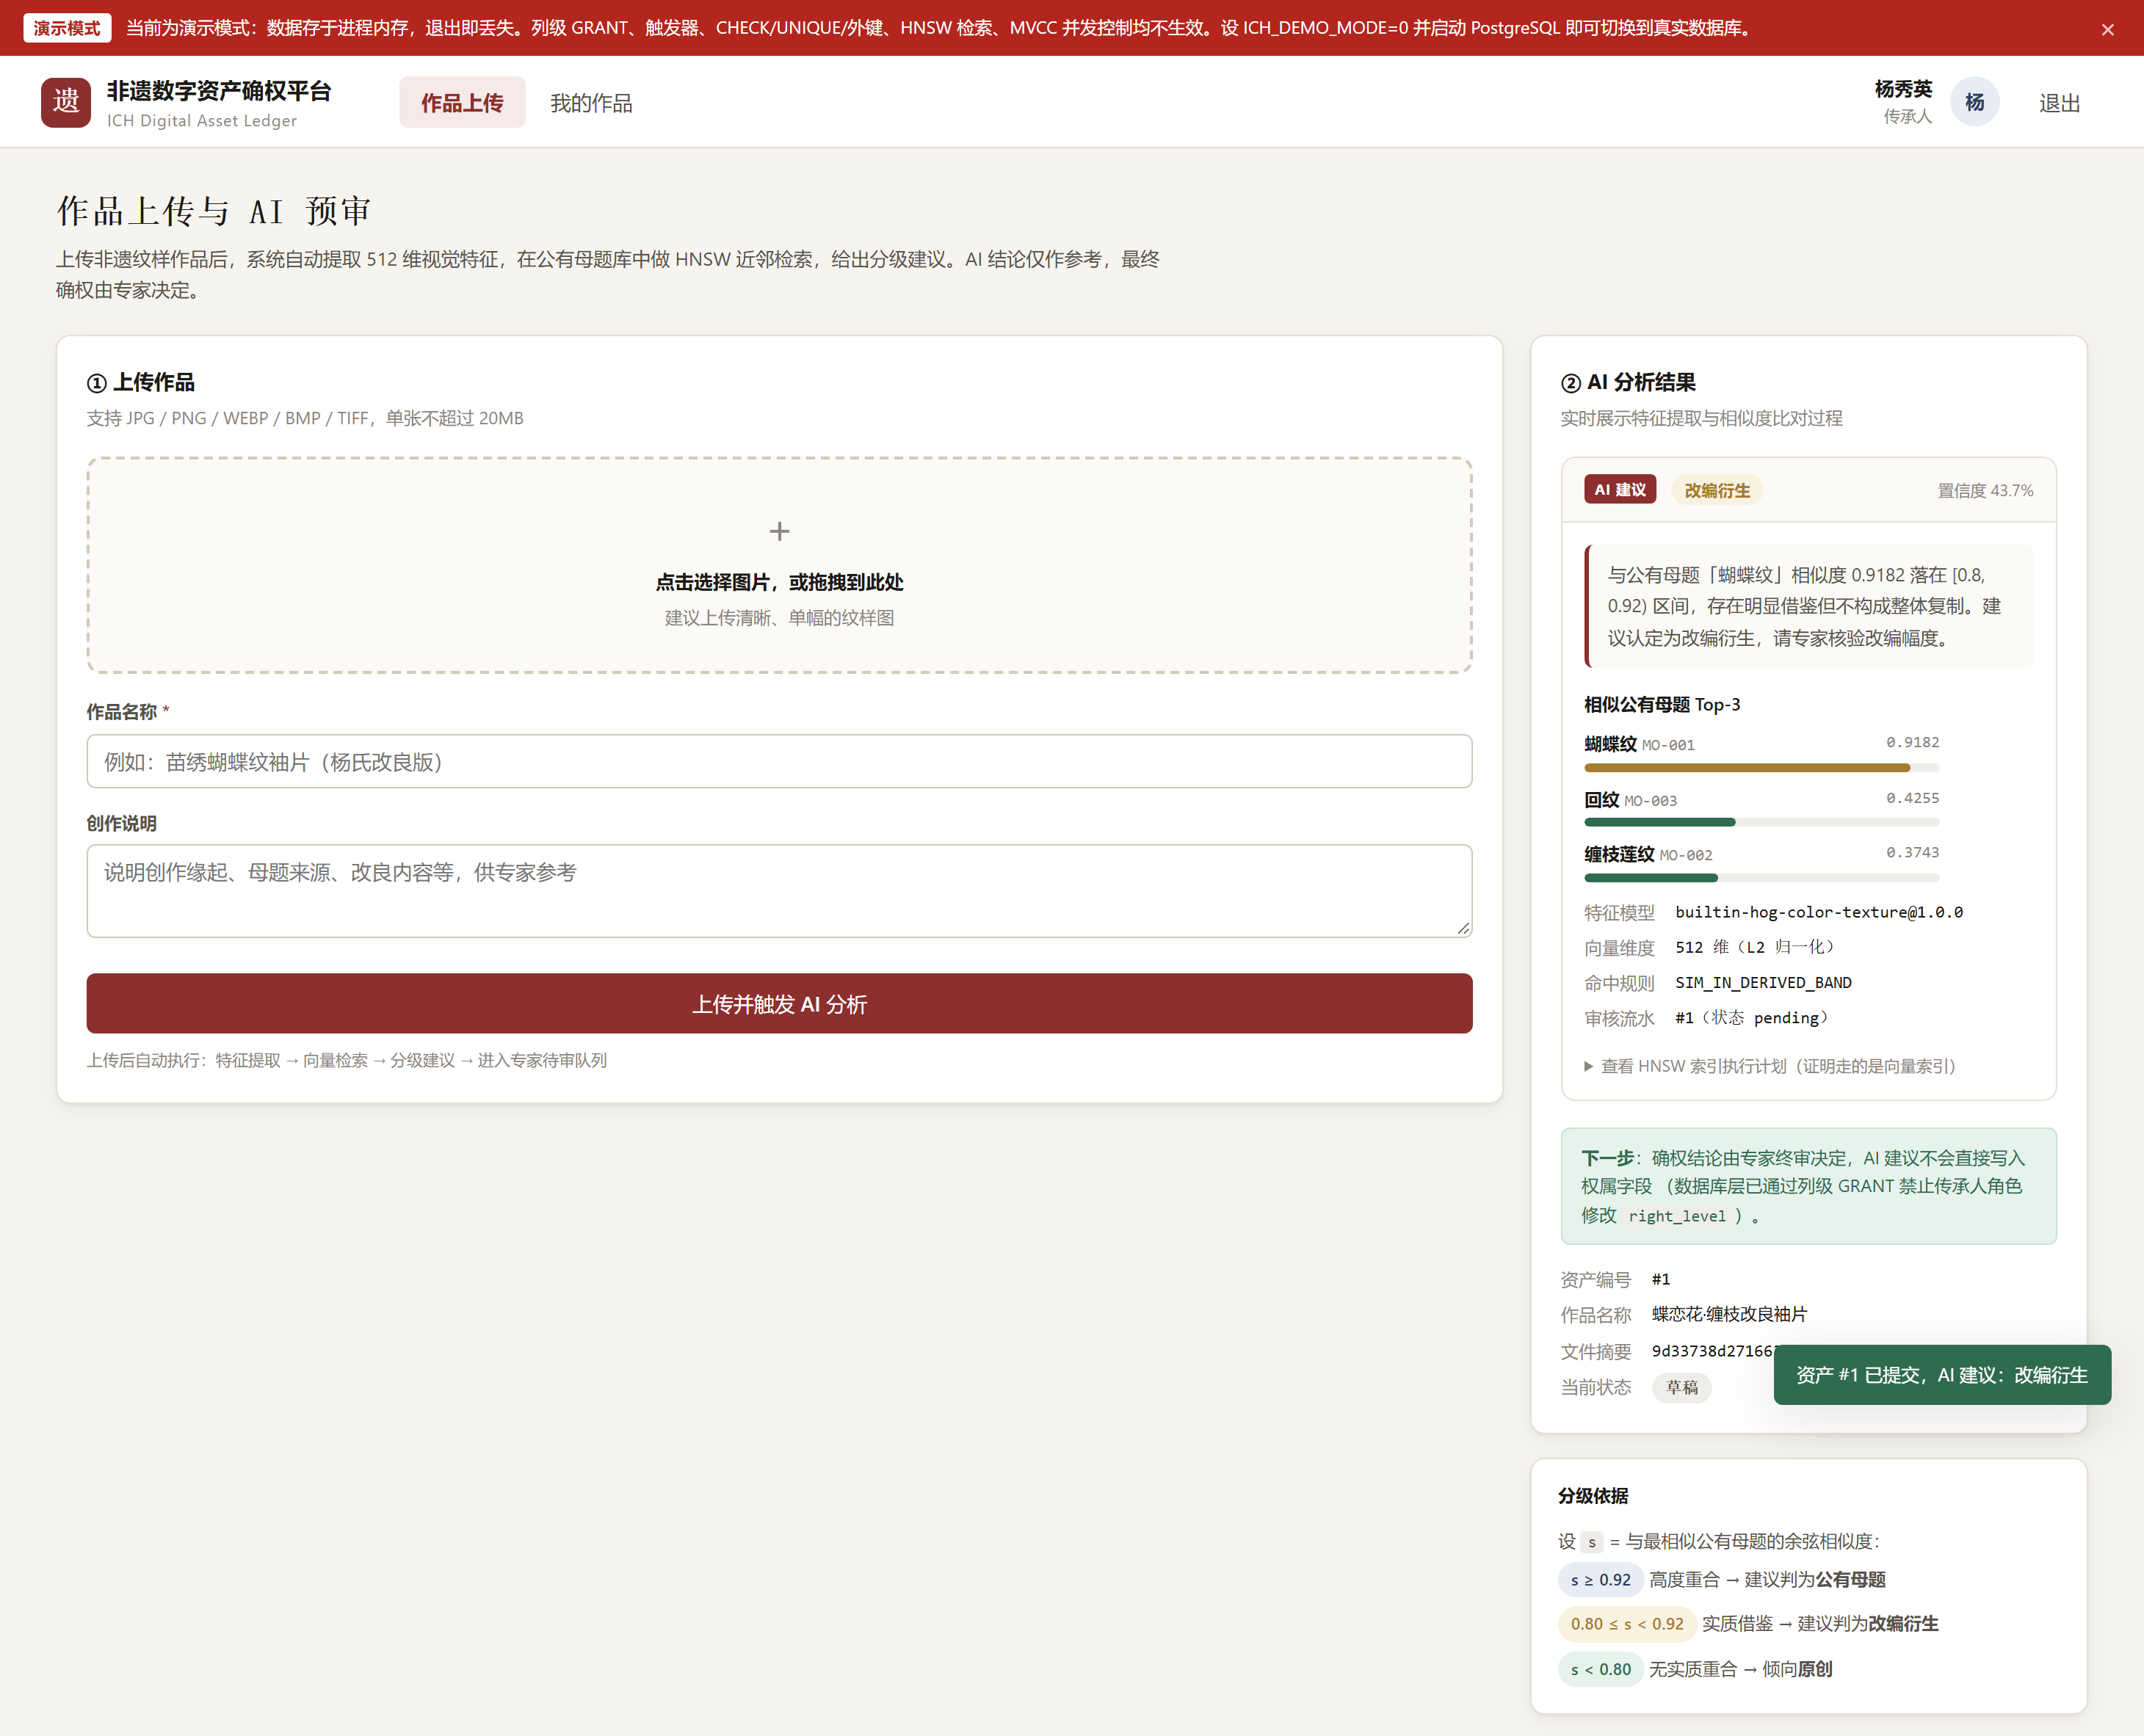 演示模式 当前为演示模式：数据存于进程内存，退出即丢失。列级 GRANT、触发器、CHECK/UNIQUE/外键、HNSW 检索、MVCC 并发控制均不生效。设 ICH_DEMO_MODE=0 并启动 PostgreSQL 即可切换到真实数据库。 ×
遗
非遗数字资产确权平台
ICH Digital Asset Ledger
作品上传 我的作品
杨秀英
传承人
杨
退出
作品上传与 AI 预审
上传非遗纹样作品后，系统自动提取 512 维视觉特征，在公有母题库中做 HNSW 近邻检索，给出分级建议。AI 结论仅作参考，最终
确权由专家决定。
① 上传作品
支持 JPG / PNG / WEBP / BMP / TIFF，单张不超过 20MB
+
点击选择图片，或拖拽到此处
建议上传清晰、单幅的纹样图
作品名称 *
例如：苗绣蝴蝶纹袖片（杨氏改良版）
创作说明
说明创作缘起、母题来源、改良内容等，供专家参考
上传并触发 AI 分析
上传后自动执行：特征提取 → 向量检索 → 分级建议 → 进入专家待审队列
② AI 分析结果
实时展示特征提取与相似度比对过程
AI 建议 改编衍生 置信度 43.7%
与公有母题「蝴蝶纹」相似度 0.9182 落在 [0.8,
0.92) 区间，存在明显借鉴但不构成整体复制。建
议认定为改编衍生，请专家核验改编幅度。
相似公有母题 Top-3
蝴蝶纹 MO-001 0.9182
回纹 MO-003 0.4255
缠枝莲纹 MO-002 0.3743
特征模型 builtin-hog-color-texture@1.0.0
向量维度 512 维（L2 归一化）
命中规则 SIM_IN_DERIVED_BAND
审核流水 #1（状态 pending）
▶ 查看 HNSW 索引执行计划（证明走的是向量索引）
下一步：确权结论由专家终审决定，AI 建议不会直接写入
权属字段 （数据库层已通过列级 GRANT 禁止传承人角色
修改 right_level ）。
资产编号 #1
作品名称 蝶恋花·缠枝改良袖片
文件摘要 9d33738d27166
当前状态 草稿
资产 #1 已提交，AI 建议：改编衍生
分级依据
设 s = 与最相似公有母题的余弦相似度：
s ≥ 0.92 高度重合 → 建议判为公有母题
0.80 ≤ s < 0.92 实质借鉴 → 建议判为改编衍生
s < 0.80 无实质重合 → 倾向原创